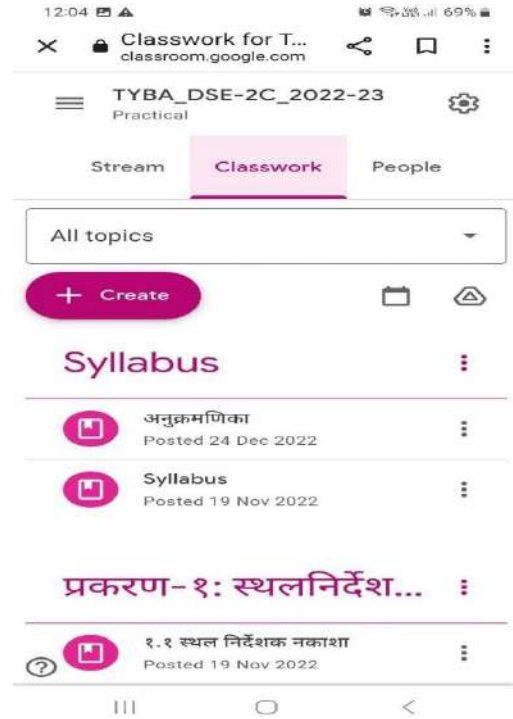 12:04 69%
Classwork for T...
classroom.google.com
TYBA_DSE-2C_2022-23
Practical
Stream Classwork People
All topics
+ Create
Syllabus
अनुक्रमणिका
Posted 24 Dec 2022
Syllabus
Posted 19 Nov 2022
प्रकरण-१: स्थलनिर्देश...
१.१ स्थल निर्देशक नकाशा
Posted 19 Nov 2022